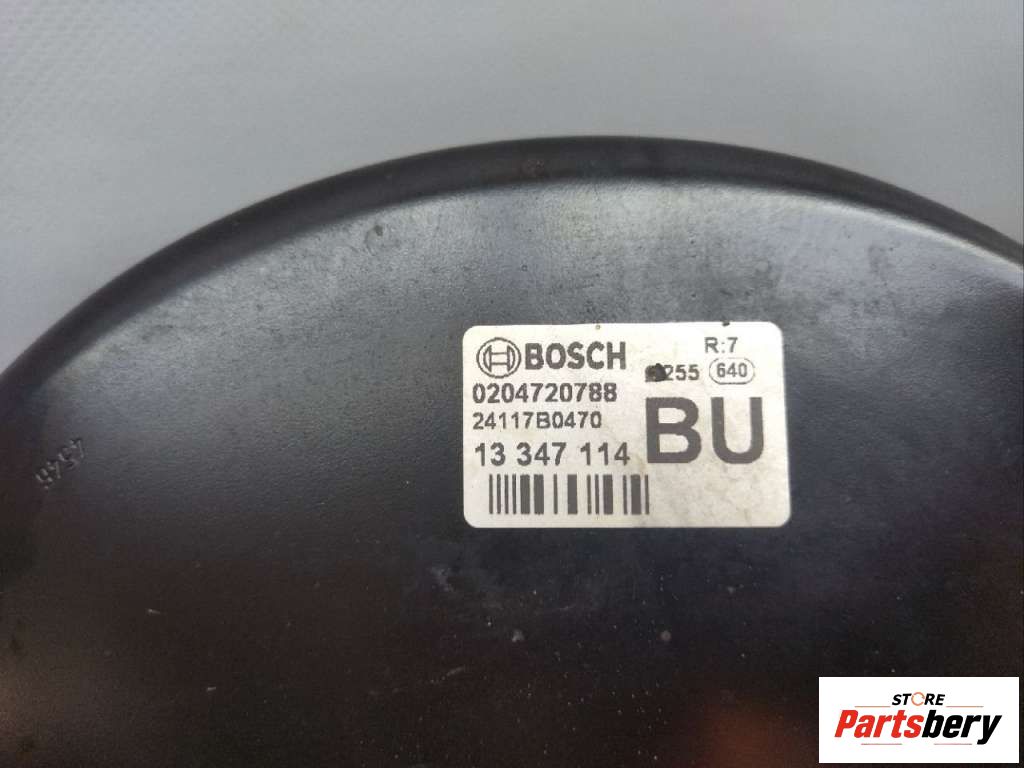 BOSCH
R:7
255 640
0204720788
24117B0470
BU
13 347 114
STORE
Partsbery